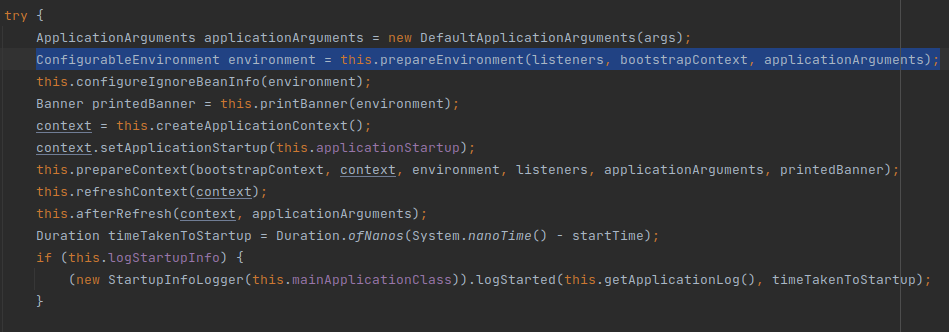 try {
ApplicationArguments applicationArguments = new DefaultApplicationArguments(args);
ConfigurableEnvironment environment = this.prepareEnvironment(listeners, bootstrapContext, applicationArguments);
this.configureIgnoreBeanInfo(environment);
Banner printedBanner = this.printBanner(environment);
context = this.createApplicationContext();
context.setApplicationStartup(this.applicationStartup);
this.prepareContext(bootstrapContext, context, environment, listeners, applicationArguments, printedBanner);
this.refreshContext(context);
this.afterRefresh(context, applicationArguments);
Duration timeTakenToStartup = Duration.ofNanos(System.nanoTime() - startTime);
if (this.logStartupInfo) {
(new StartupInfoLogger(this.mainApplicationClass)).logStarted(this.getApplicationLog(), timeTakenToStartup);
}